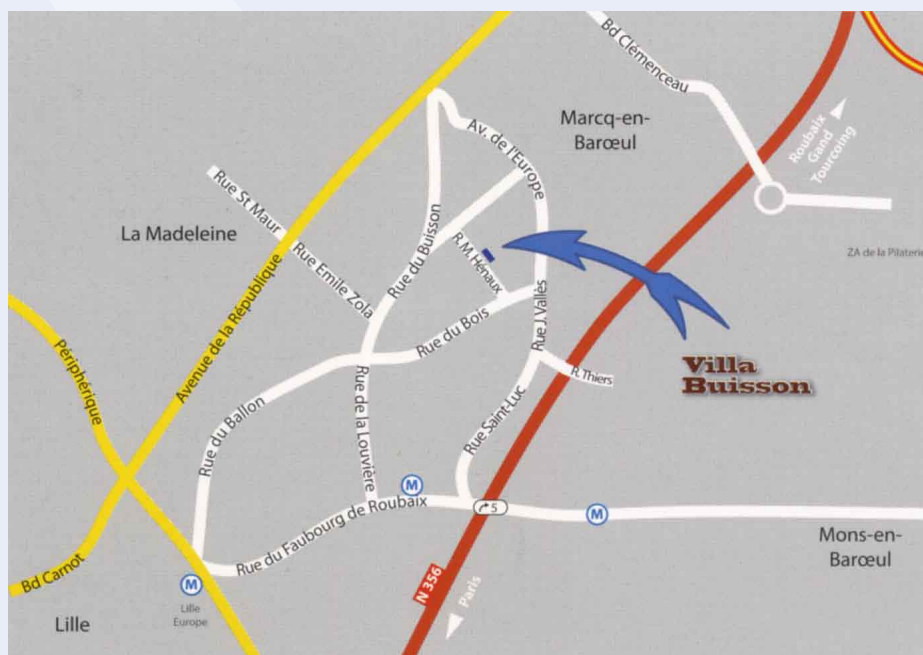 Bd Clémenceau
Marcq-en-
Barœul
Av. de l'Europe
Roubaix
Gand
Tourcoing
Rue St Maur
La Madeleine
Rue Emile Zola
Rue du Buisson
R. M. Hénaux
ZA de la Pilaterie
Avenue de la République
Périphérique
Rue du Bois
Rue J. Vallès
Villa
Buisson
R. Thiers
Rue du Ballon
Rue de la Louvière
Rue Saint-Luc
M
5
M
Rue du Faubourg de Roubaix
Mons-en-
Barœul
Bd Carnot
M
Lille
Europe
N 356
Paris
Lille